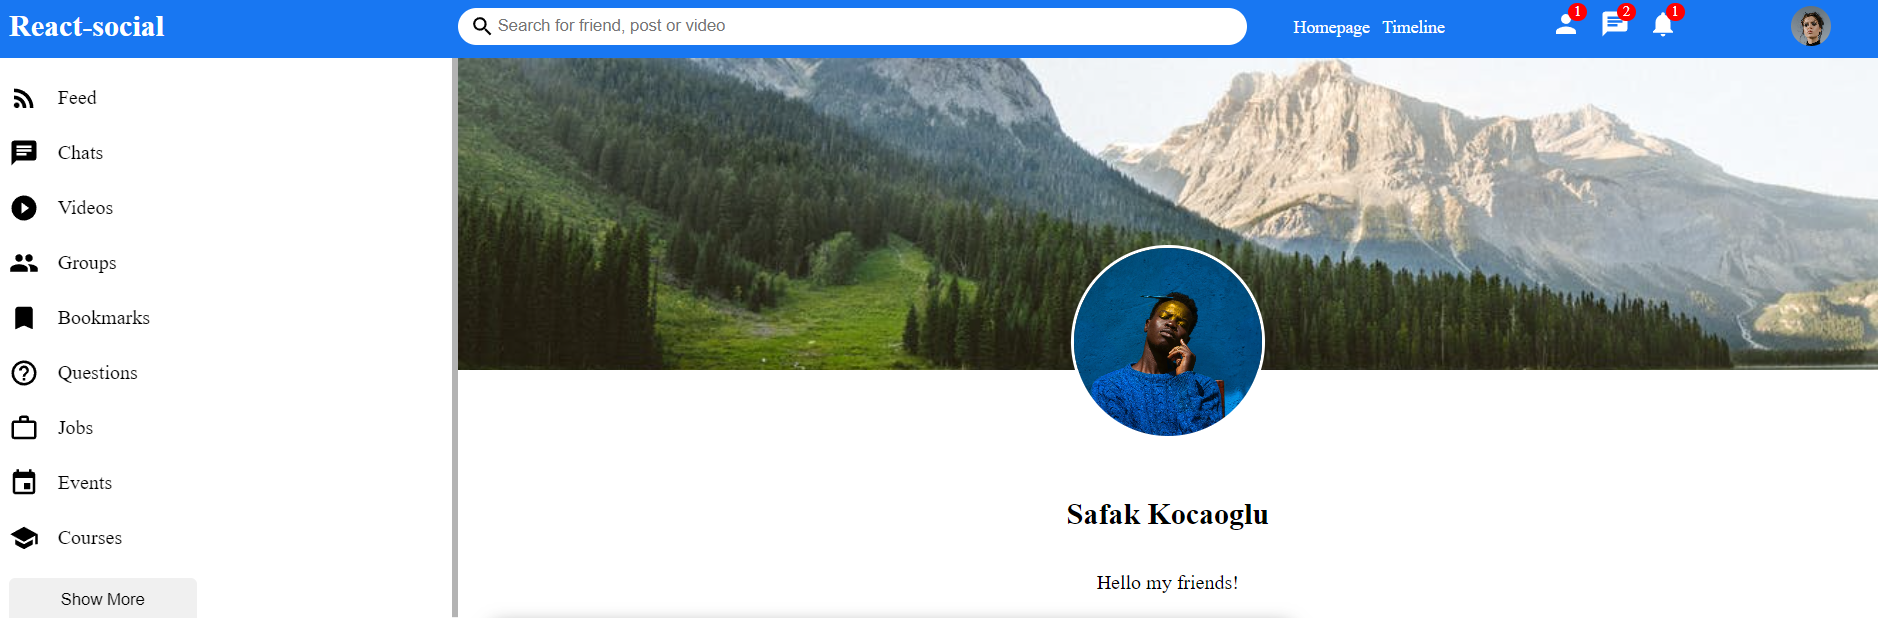 React-social
Search for friend, post or video
Homepage Timeline
1
2
1
Feed
Chats
Videos
Groups
Bookmarks
Questions
Jobs
Events
Courses
Show More
Safak Kocaoglu
Hello my friends!